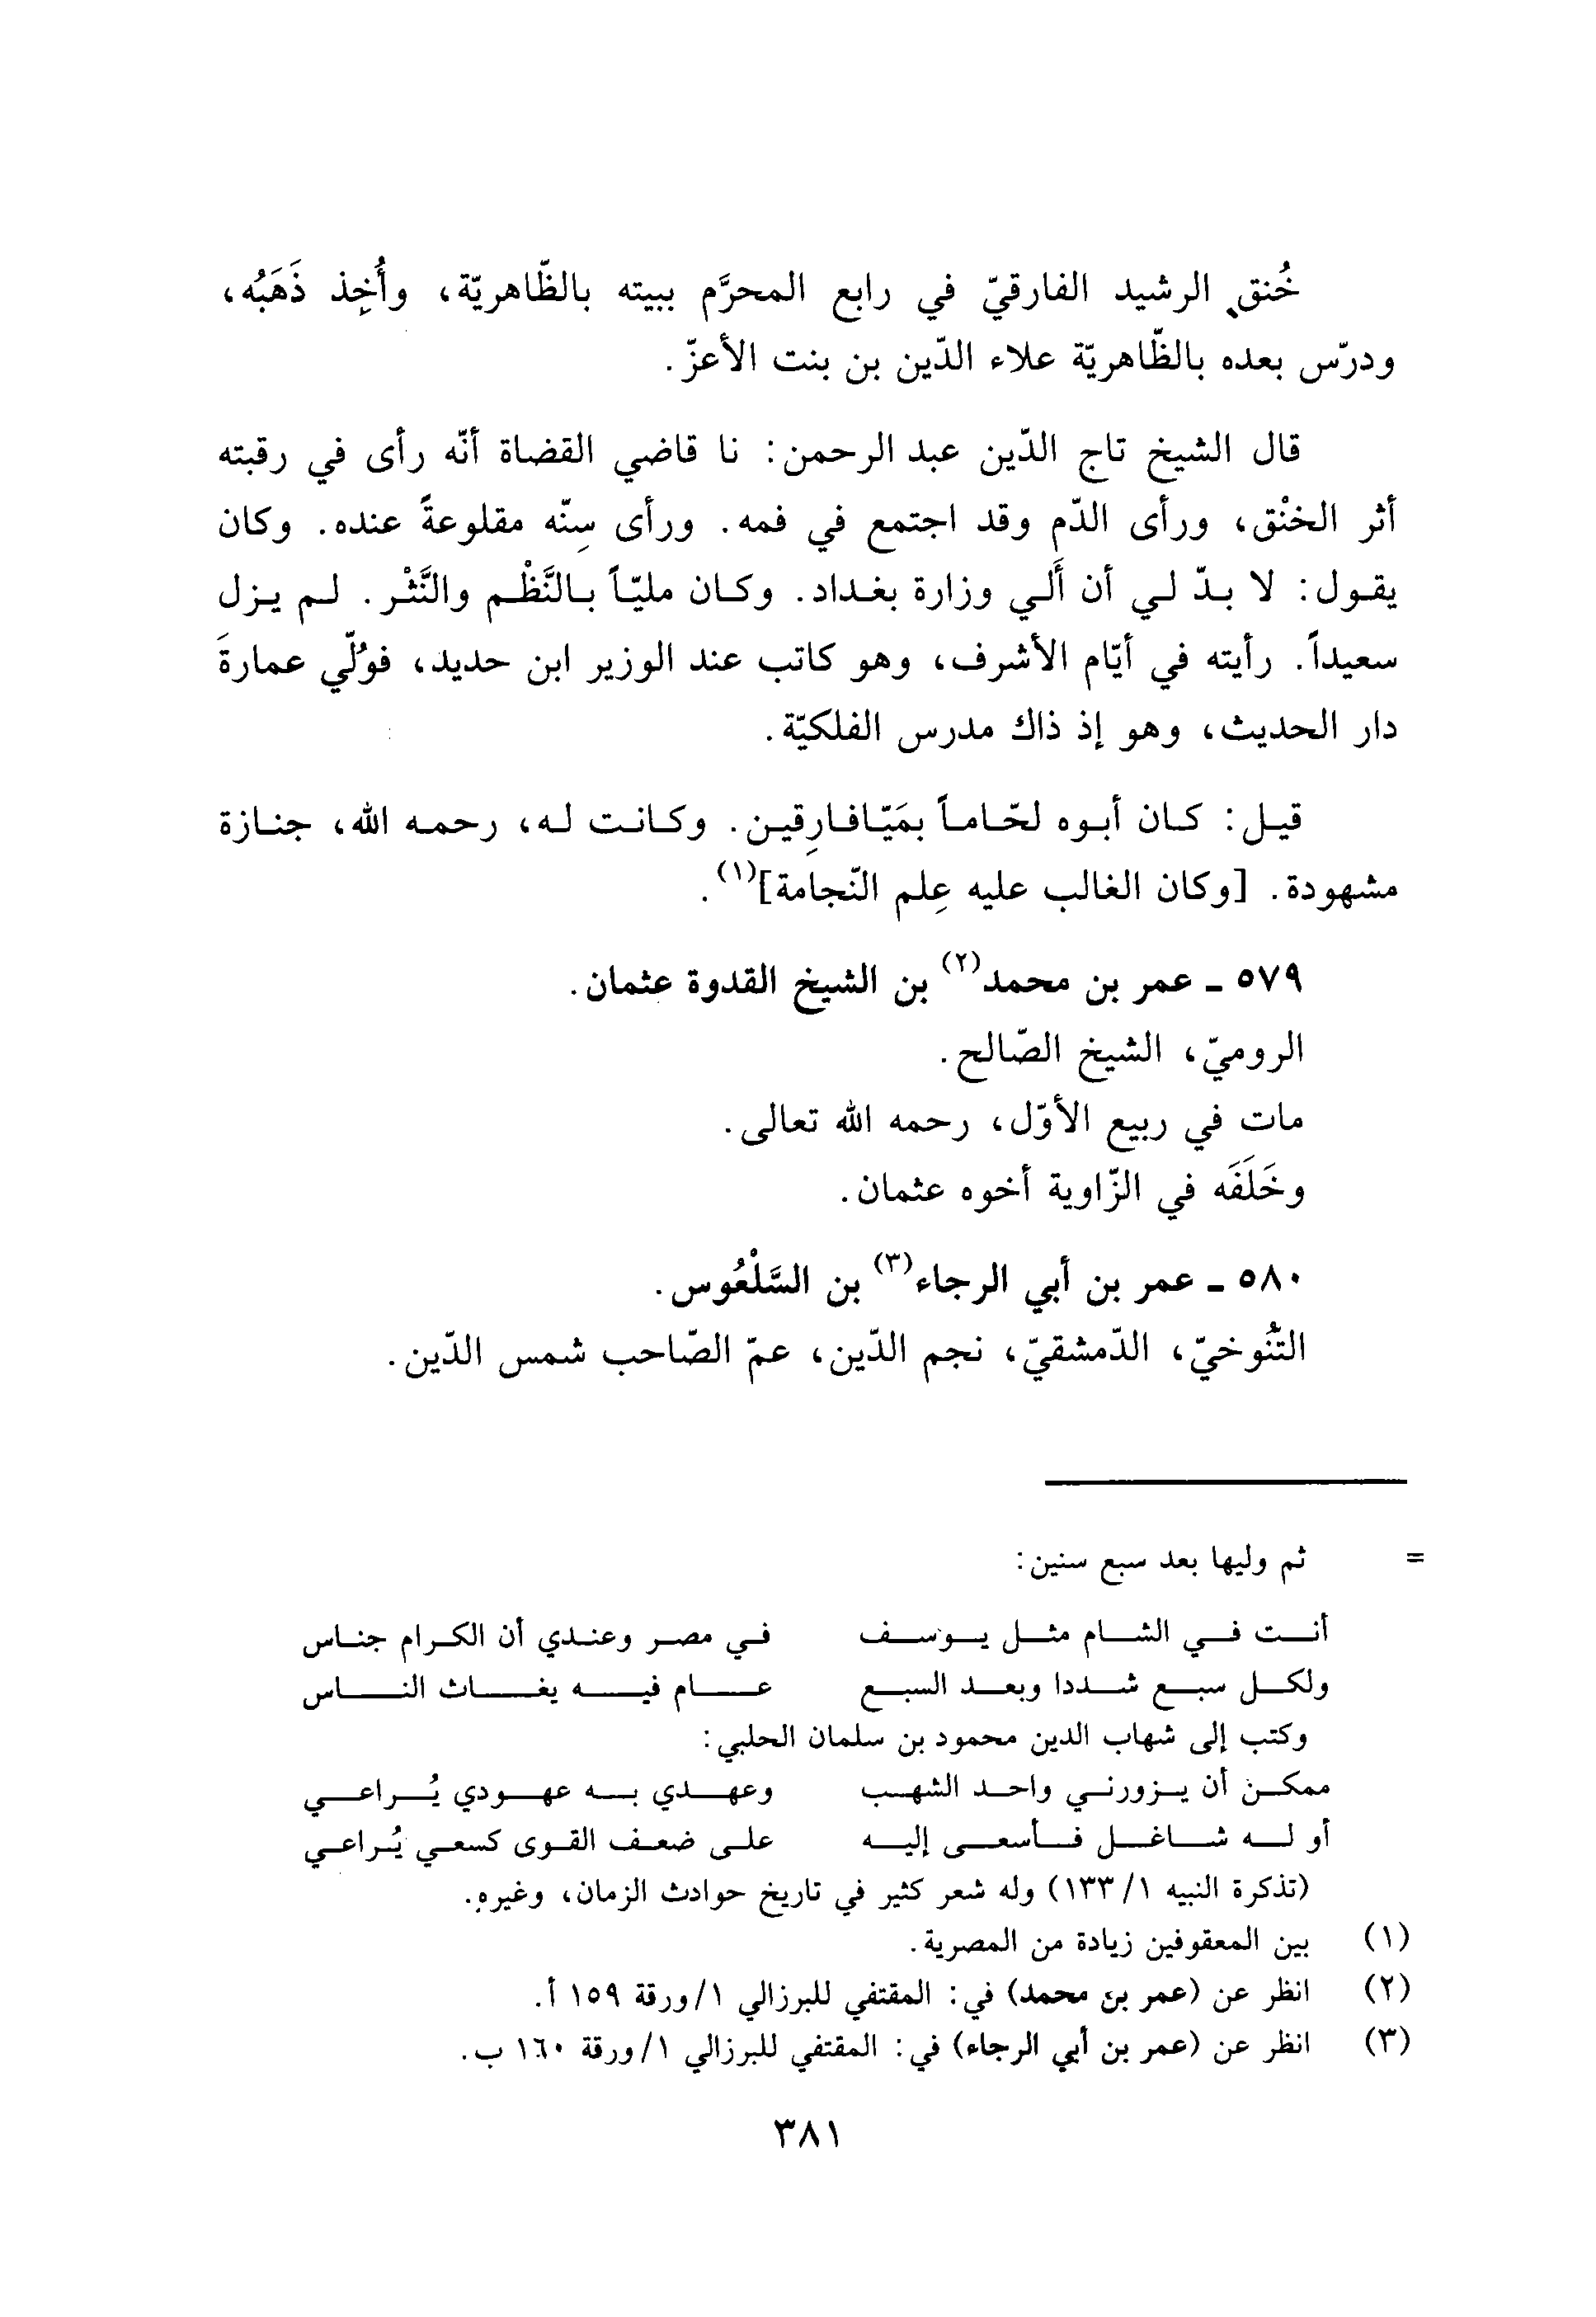 خُنق الرشيد الفارقيّ في رابع المحرَّم ببيته بالظّاهريّة، وأُخِذ ذَهَبُه،
ودرّس بعده بالظّاهريّة علاء الدّين بن بنت الأعزّ.
قال الشيخ تاج الدّين عبد الرحمن: نا قاضي القضاة أنّه رأى في رقبته
أثر الخنْق، ورأى الدّم وقد اجتمع في فمه. ورأى سِنّه مقلوعةً عنده. وكان
يقول: لا بدّ لي أن أَلي وزارة بغداد. وكان مليّاً بالنَّظْم والنَّثْر. لم يزل
سعيداً. رأيته في أيّام الأشرف، وهو كاتب عند الوزير ابن حديد، فوُلّي عمارةَ
دار الحديث، وهو إذ ذاك مدرس الفلكيّة.
قيل: كان أبوه لحّاماً بمَيّافارِقين. وكانت له، رحمه الله، جنازة
مشهودة. [وكان الغالب عليه عِلم النّجامة](١).
٥٧٩ - عمر بن محمد(٢) بن الشيخ القدوة عثمان.
الروميّ، الشيخ الصّالح.
مات في ربيع الأوّل، رحمه الله تعالى.
وخَلَفَه في الزّاوية أخوه عثمان.
٥٨٠ - عمر بن أبي الرجاء(٣) بن السَّلْعُوس.
التّنُوخيّ، الدّمشقيّ، نجم الدّين، عمّ الصّاحب شمس الدّين.
= ثم وليها بعد سبع سنين:
أنت في الشام مثل يوسف في مصر وعندي أن الكرام جناس
ولكل سبع شددا وبعد السبع عام فيه يغاث الناس
وكتب إلى شهاب الدين محمود بن سلمان الحلبي:
ممكن أن يزورني واحد الشهب وعهدي به عهودي يُراعي
أو له شاغل فأسعى إليه على ضعف القوى كسعي يُراعي
(تذكرة النبيه ١/ ١٣٣) وله شعر كثير في تاريخ حوادث الزمان، وغيره.
(١) بين المعقوفين زيادة من المصرية.
(٢) انظر عن (عمر بن محمد) في: المقتفي للبرزالي ١/ورقة ١٥٩ أ.
(٣) انظر عن (عمر بن أبي الرجاء) في: المقتفي للبرزالي ١/ورقة ١٦٠ ب.
٣٨١